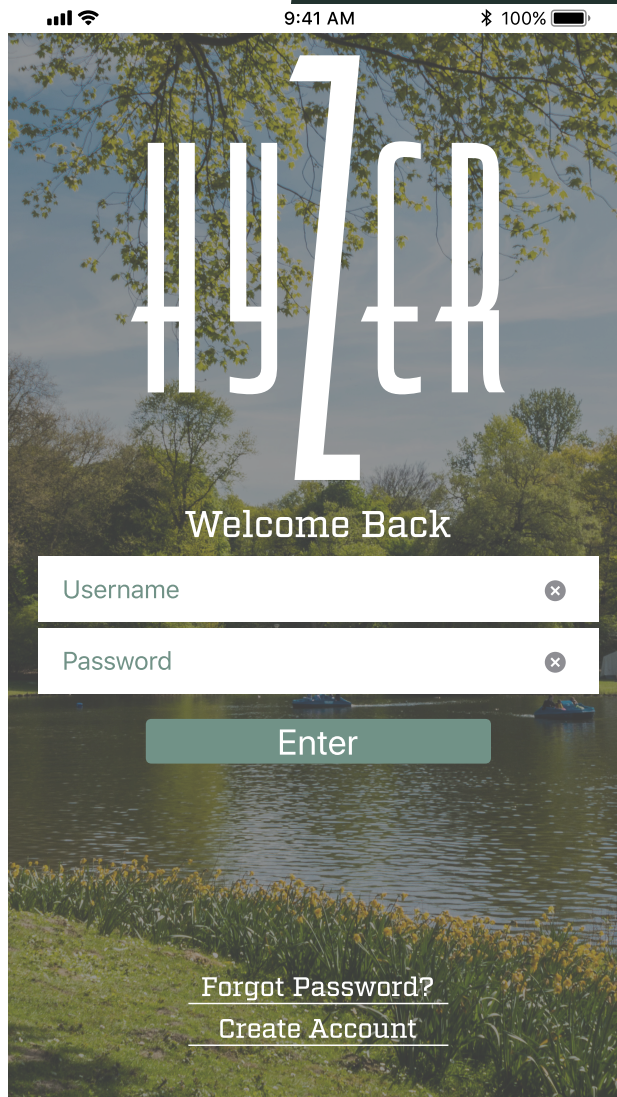 9:41 AM
100%
HYZER
Welcome Back
Username
Password
Enter
Forgot Password?
Create Account